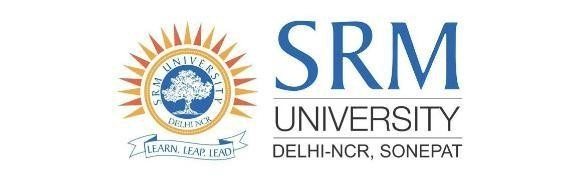 SRM UNIVERSITY
DELHI NCR
LEARN, LEAP, LEAD
SRM
UNIVERSITY
DELHI-NCR, SONEPAT